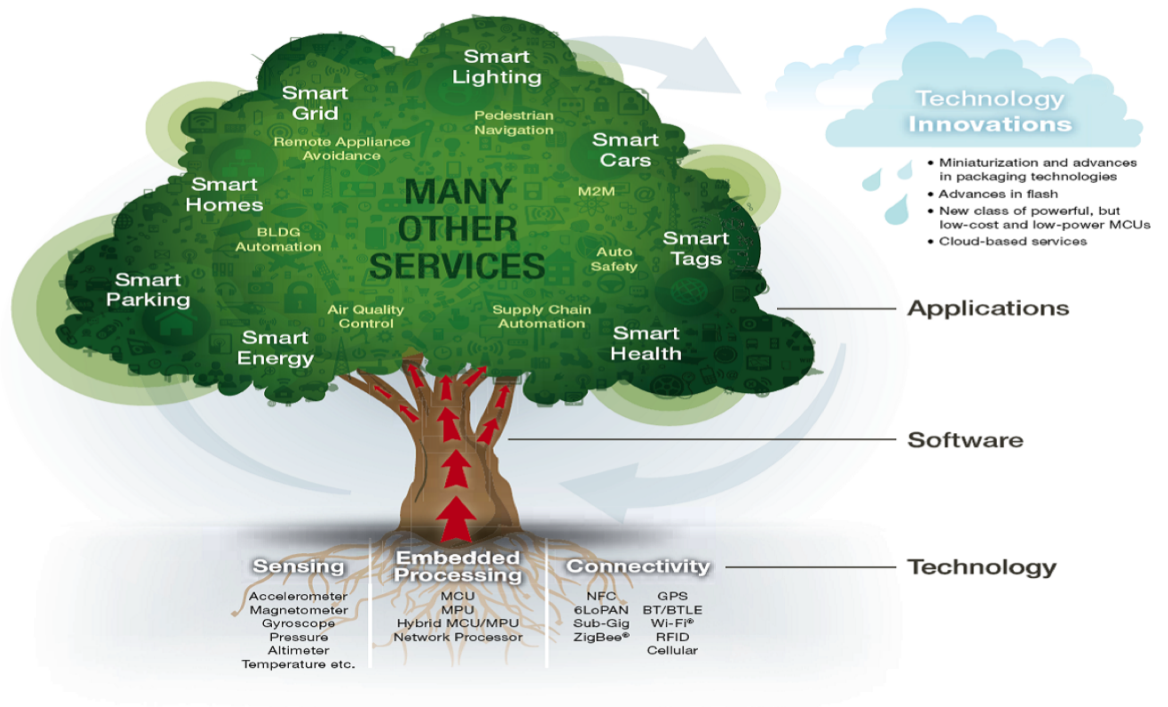 Smart
Lighting
Smart
Grid
Pedestrian
Navigation
Remote Appliance
Avoidance
Smart
Cars
Smart
Homes
M2M
MANY
OTHER
SERVICES
BLDG
Automation
Auto
Safety
Smart
Tags
Smart
Parking
Air Quality
Control
Supply Chain
Automation
Smart
Energy
Smart
Health
Technology
Innovations
• Miniaturization and advances
in packaging technologies
• Advances in flash
• New class of powerful, but
low-cost and low-power MCUs
• Cloud-based services
Applications
Software
Technology
Sensing
Accelerometer
Magnetometer
Gyroscope
Pressure
Altimeter
Temperature etc.
Embedded
Processing
MCU
MPU
Hybrid MCU/MPU
Network Processor
Connectivity
NFC
6LoPAN
Sub-Gig
ZigBee®
GPS
BT/BTLE
Wi-Fi®
RFID
Cellular